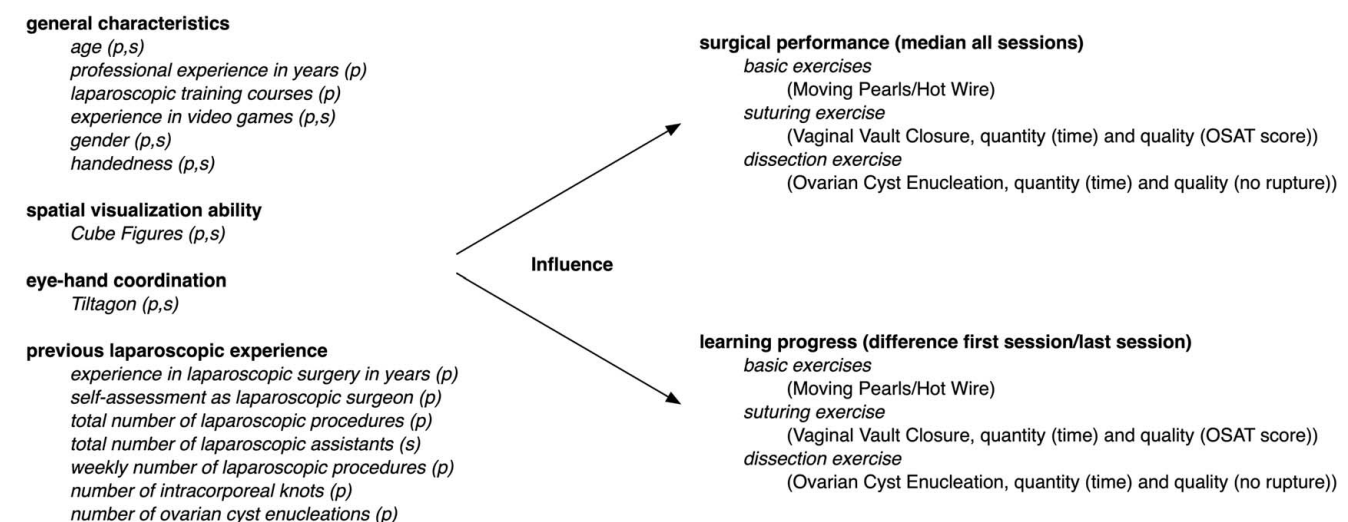 general characteristics
age (p,s)
professional experience in years (p)
laparoscopic training courses (p)
experience in video games (p,s)
gender (p,s)
handedness (p,s)
spatial visualization ability
Cube Figures (p,s)
eye-hand coordination
Tiltagon (p,s)
previous laparoscopic experience
experience in laparoscopic surgery in years (p)
self-assessment as laparoscopic surgeon (p)
total number of laparoscopic procedures (p)
total number of laparoscopic assistants (s)
weekly number of laparoscopic procedures (p)
number of intracorporeal knots (p)
number of ovarian cyst enucleations (p)
Influence
surgical performance (median all sessions)
basic exercises
(Moving Pearls/Hot Wire)
suturing exercise
(Vaginal Vault Closure, quantity (time) and quality (OSAT score))
dissection exercise
(Ovarian Cyst Enucleation, quantity (time) and quality (no rupture))
learning progress (difference first session/last session)
basic exercises
(Moving Pearls/Hot Wire)
suturing exercise
(Vaginal Vault Closure, quantity (time) and quality (OSAT score))
dissection exercise
(Ovarian Cyst Enucleation, quantity (time) and quality (no rupture))